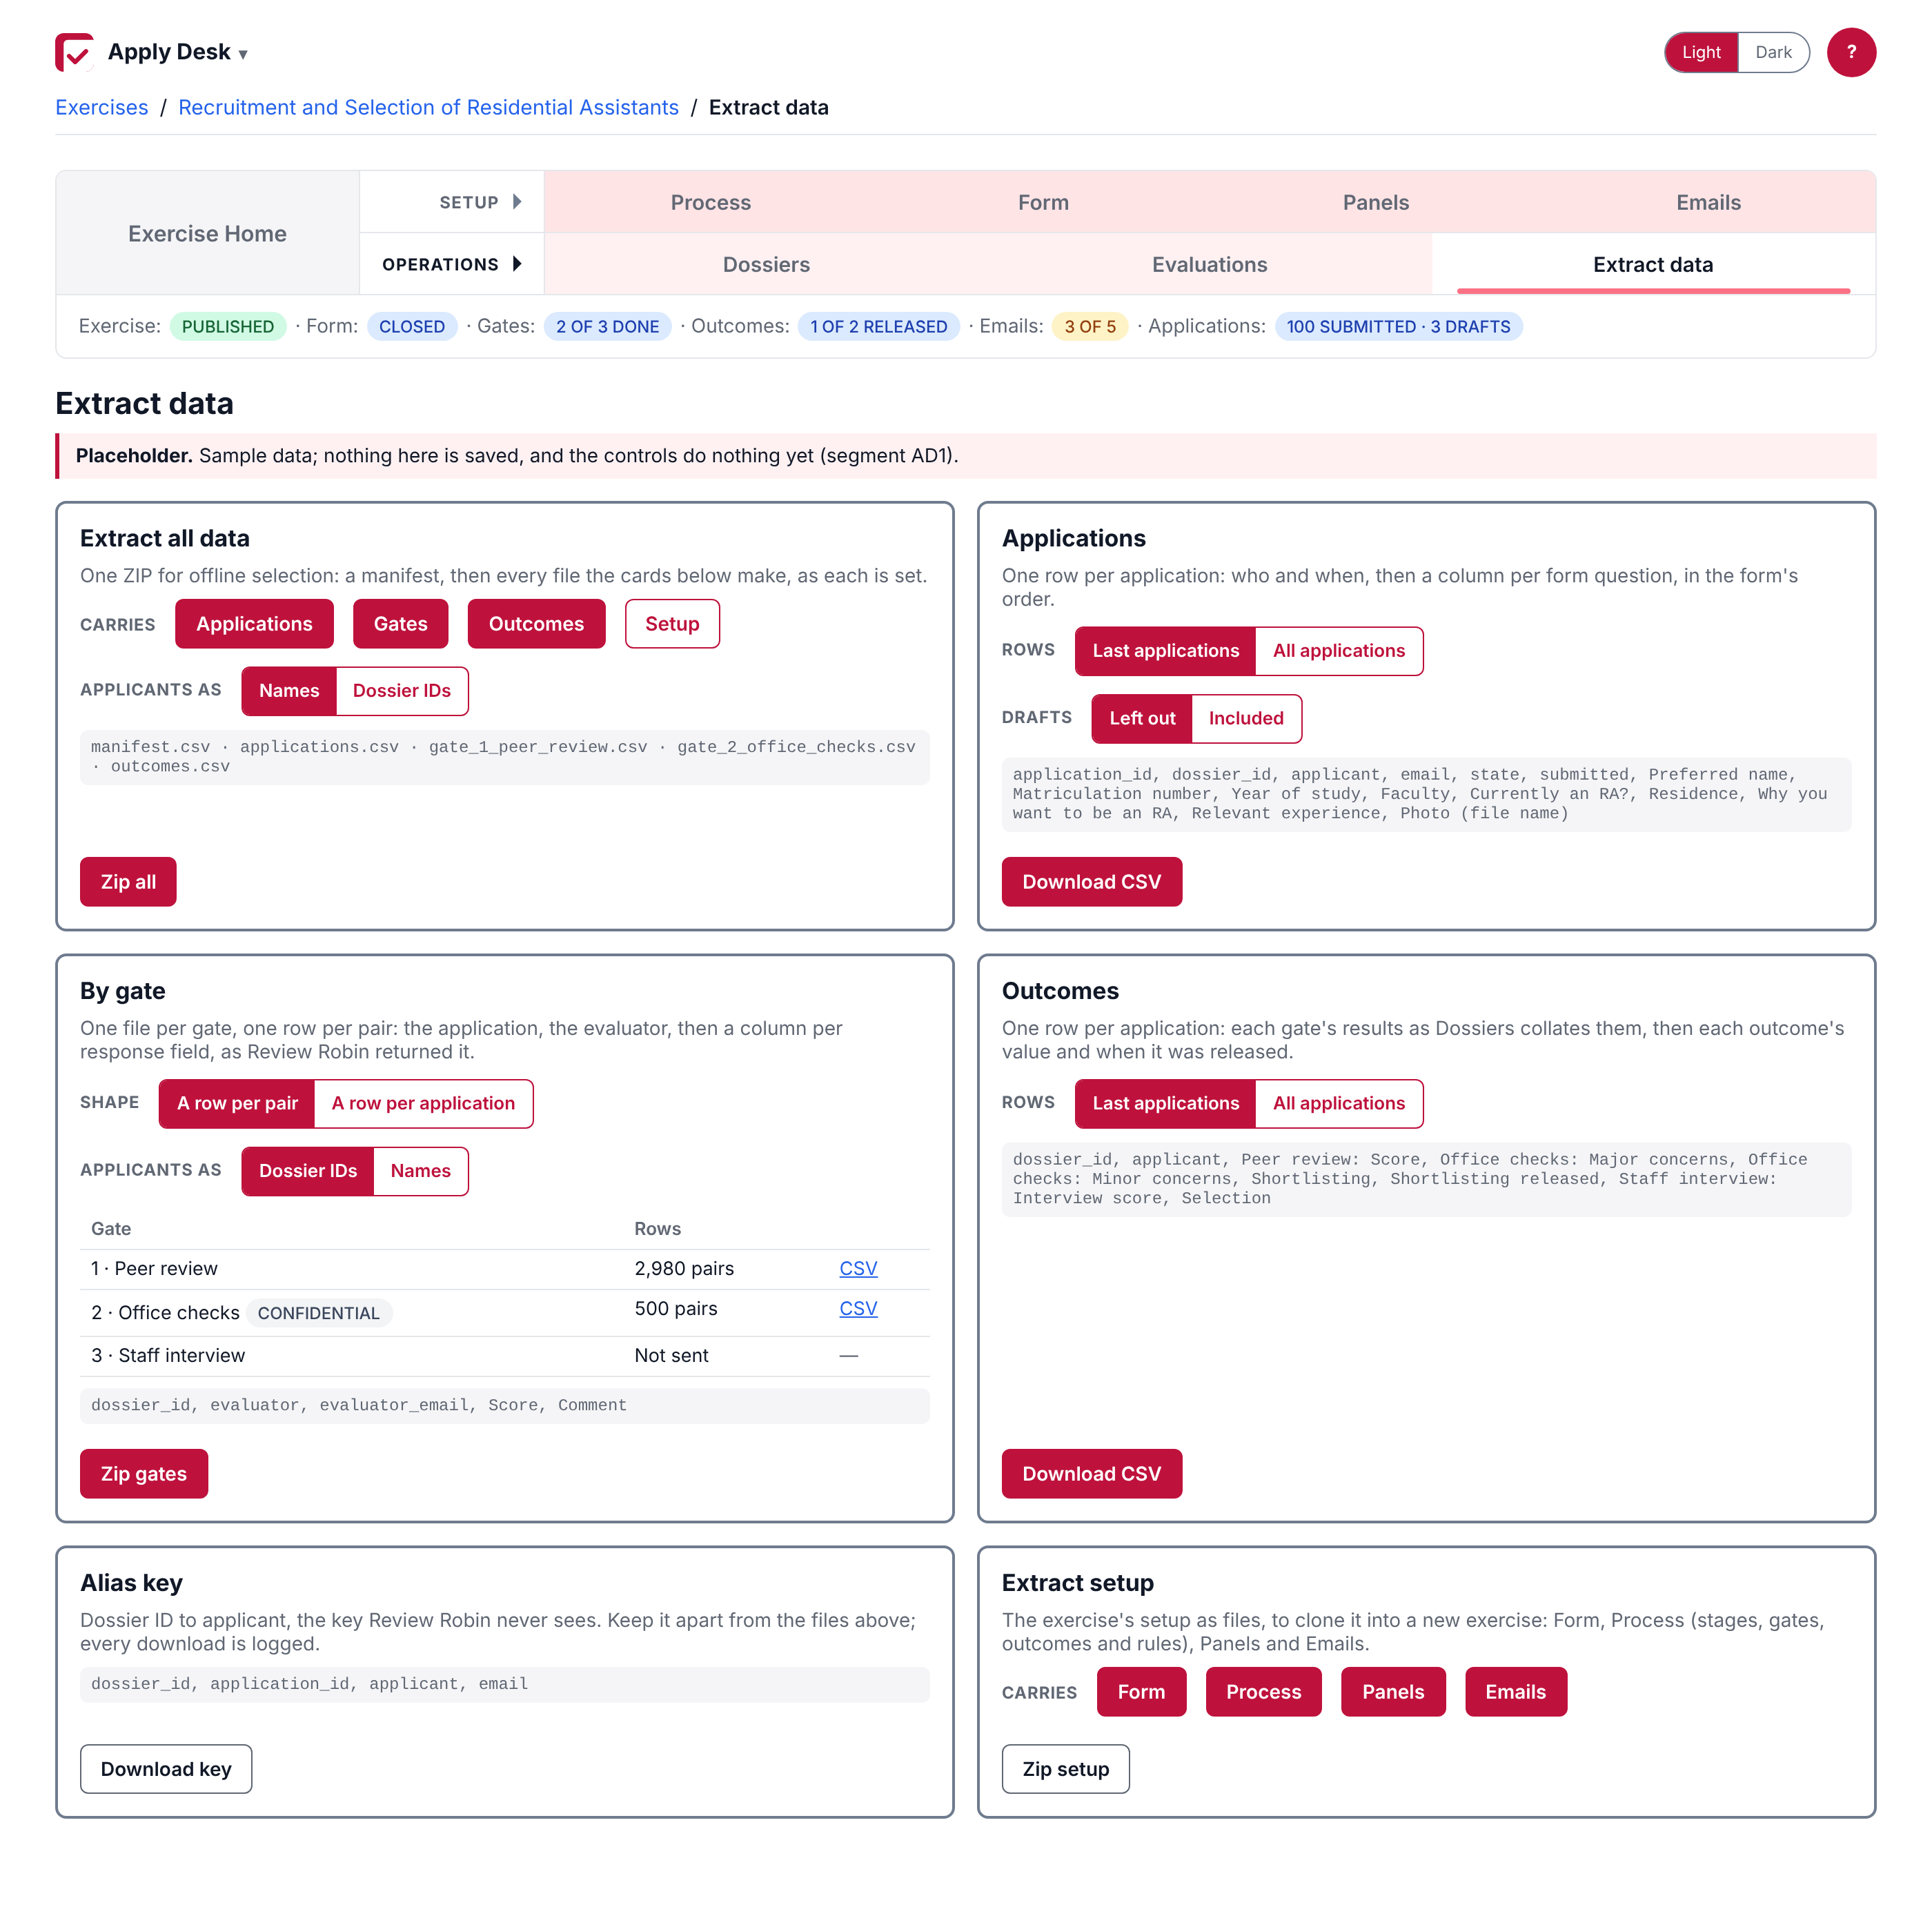 Apply Desk ▾
Light Dark ?
Exercises / Recruitment and Selection of Residential Assistants / Extract data
Exercise Home
SETUP
Process Form Panels Emails
OPERATIONS
Dossiers Evaluations Extract data
Exercise: PUBLISHED · Form: CLOSED · Gates: 2 OF 3 DONE · Outcomes: 1 OF 2 RELEASED · Emails: 3 OF 5 · Applications: 100 SUBMITTED · 3 DRAFTS
Extract data
Placeholder. Sample data; nothing here is saved, and the controls do nothing yet (segment AD1).
Extract all data
One ZIP for offline selection: a manifest, then every file the cards below make, as each is set.
CARRIES Applications Gates Outcomes Setup
APPLICANTS AS Names Dossier IDs
manifest.csv · applications.csv · gate_1_peer_review.csv · gate_2_office_checks.csv
· outcomes.csv
Zip all
Applications
One row per application: who and when, then a column per form question, in the form's
order.
ROWS Last applications All applications
DRAFTS Left out Included
application_id, dossier_id, applicant, email, state, submitted, Preferred name,
Matriculation number, Year of study, Faculty, Currently an RA?, Residence, Why you
want to be an RA, Relevant experience, Photo (file name)
Download CSV
By gate
One file per gate, one row per pair: the application, the evaluator, then a column per
response field, as Review Robin returned it.
SHAPE A row per pair A row per application
APPLICANTS AS Dossier IDs Names
Gate Rows
1 · Peer review 2,980 pairs CSV
2 · Office checks CONFIDENTIAL 500 pairs CSV
3 · Staff interview Not sent —
dossier_id, evaluator, evaluator_email, Score, Comment
Zip gates
Outcomes
One row per application: each gate's results as Dossiers collates them, then each outcome's
value and when it was released.
ROWS Last applications All applications
dossier_id, applicant, Peer review: Score, Office checks: Major concerns, Office
checks: Minor concerns, Shortlisting, Shortlisting released, Staff interview:
Interview score, Selection
Download CSV
Alias key
Dossier ID to applicant, the key Review Robin never sees. Keep it apart from the files above;
every download is logged.
dossier_id, application_id, applicant, email
Download key
Extract setup
The exercise's setup as files, to clone it into a new exercise: Form, Process (stages, gates,
outcomes and rules), Panels and Emails.
CARRIES Form Process Panels Emails
Zip setup